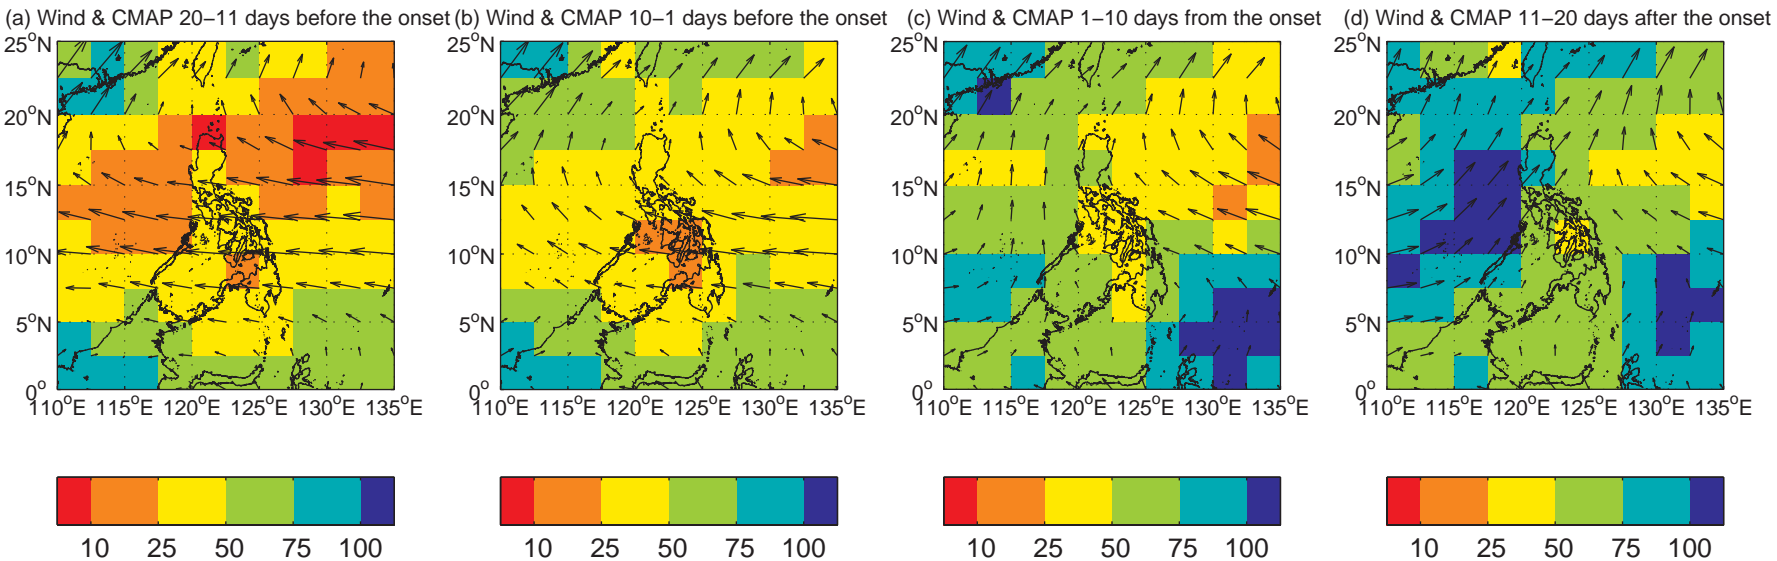 (a) Wind & CMAP 20−11 days before the onset
(b) Wind & CMAP 10−1 days before the onset
(c) Wind & CMAP 1−10 days from the onset
(d) Wind & CMAP 11−20 days after the onset
25°N
20°N
15°N
10°N
5°N
0°
110°E 115°E 120°E 125°E 130°E 135°E
25°N
20°N
15°N
10°N
5°N
0°
110°E 115°E 120°E 125°E 130°E 135°E
25°N
20°N
15°N
10°N
5°N
0°
110°E 115°E 120°E 125°E 130°E 135°E
25°N
20°N
15°N
10°N
5°N
0°
110°E 115°E 120°E 125°E 130°E 135°E
10 25 50 75 100
10 25 50 75 100
10 25 50 75 100
10 25 50 75 100